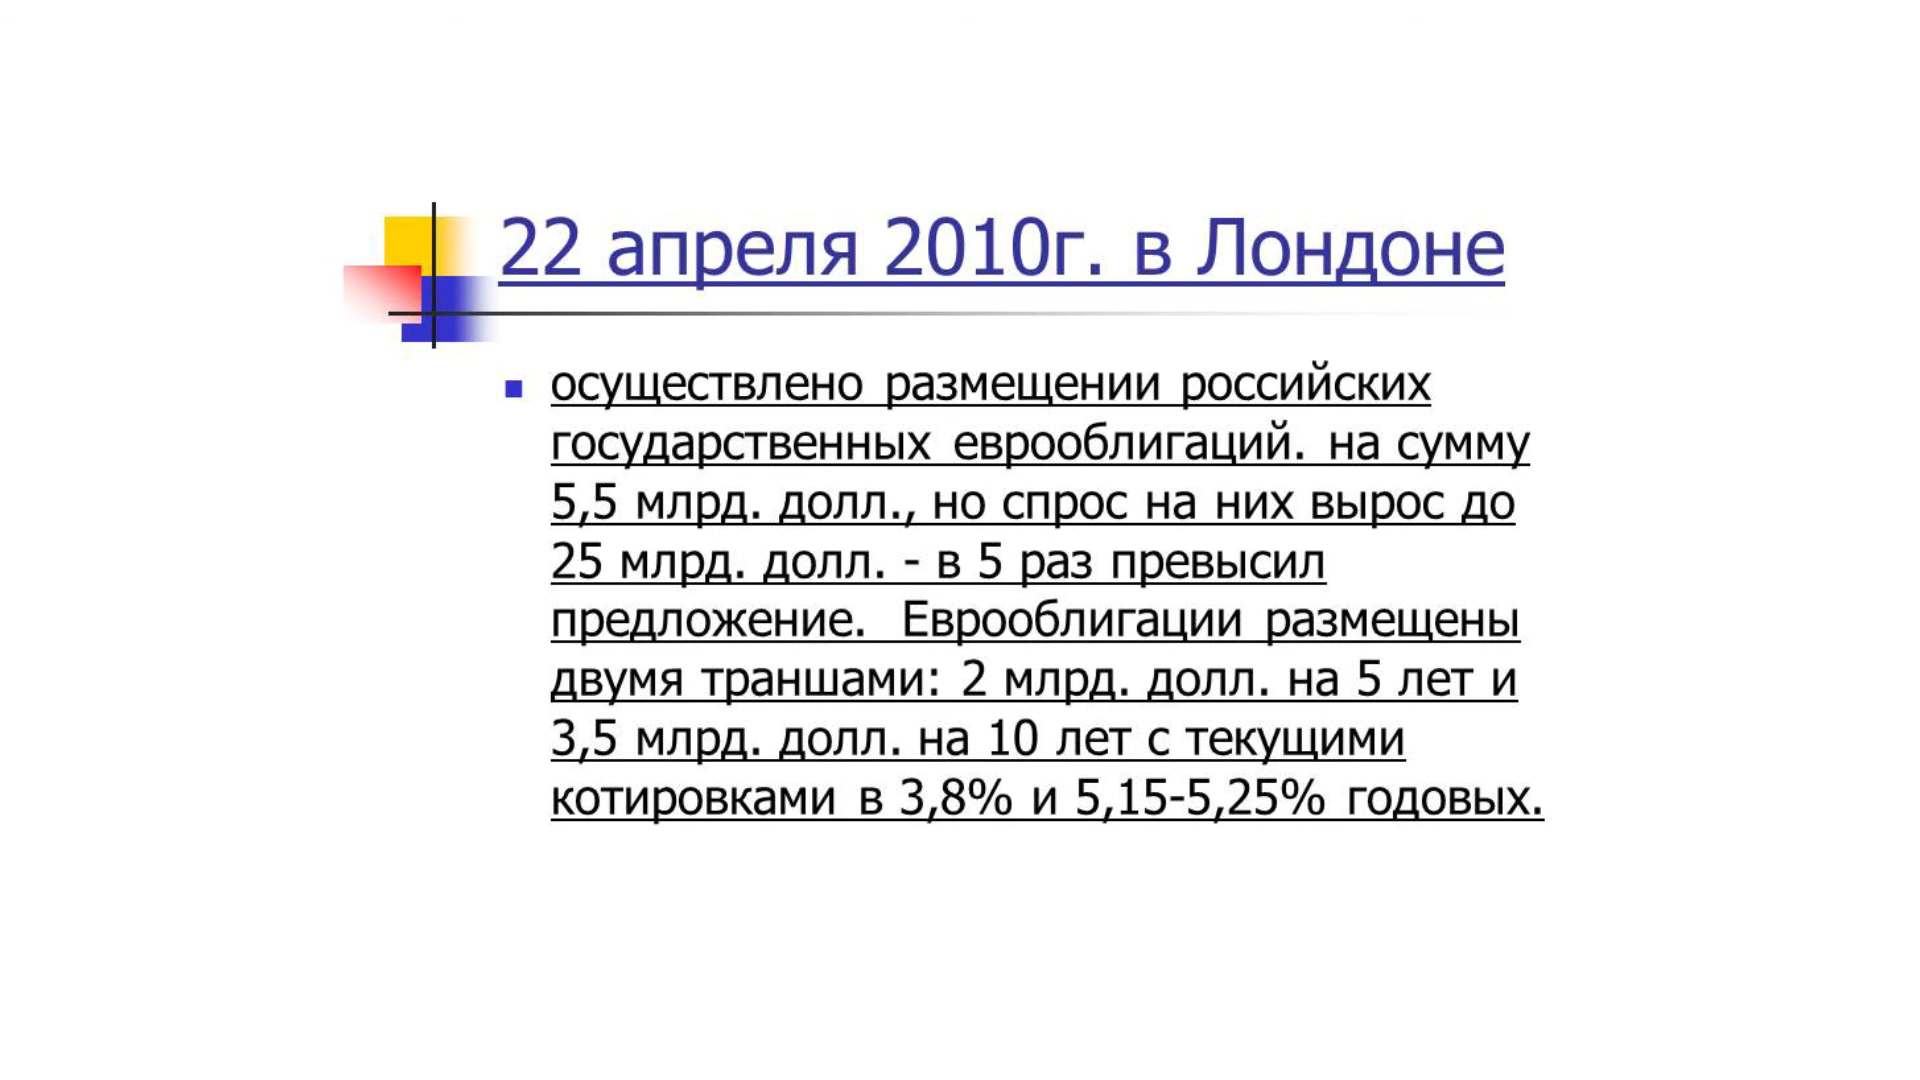 22 апреля 2010г. в Лондоне
осуществлено размещении российских
государственных еврооблигаций. на сумму
5,5 млрд. долл., но спрос на них вырос до
25 млрд. долл. - в 5 раз превысил
предложение. Еврооблигации размещены
двумя траншами: 2 млрд. долл. на 5 лет и
3,5 млрд. долл. на 10 лет с текущими
котировками в 3,8% и 5,15-5,25% годовых.